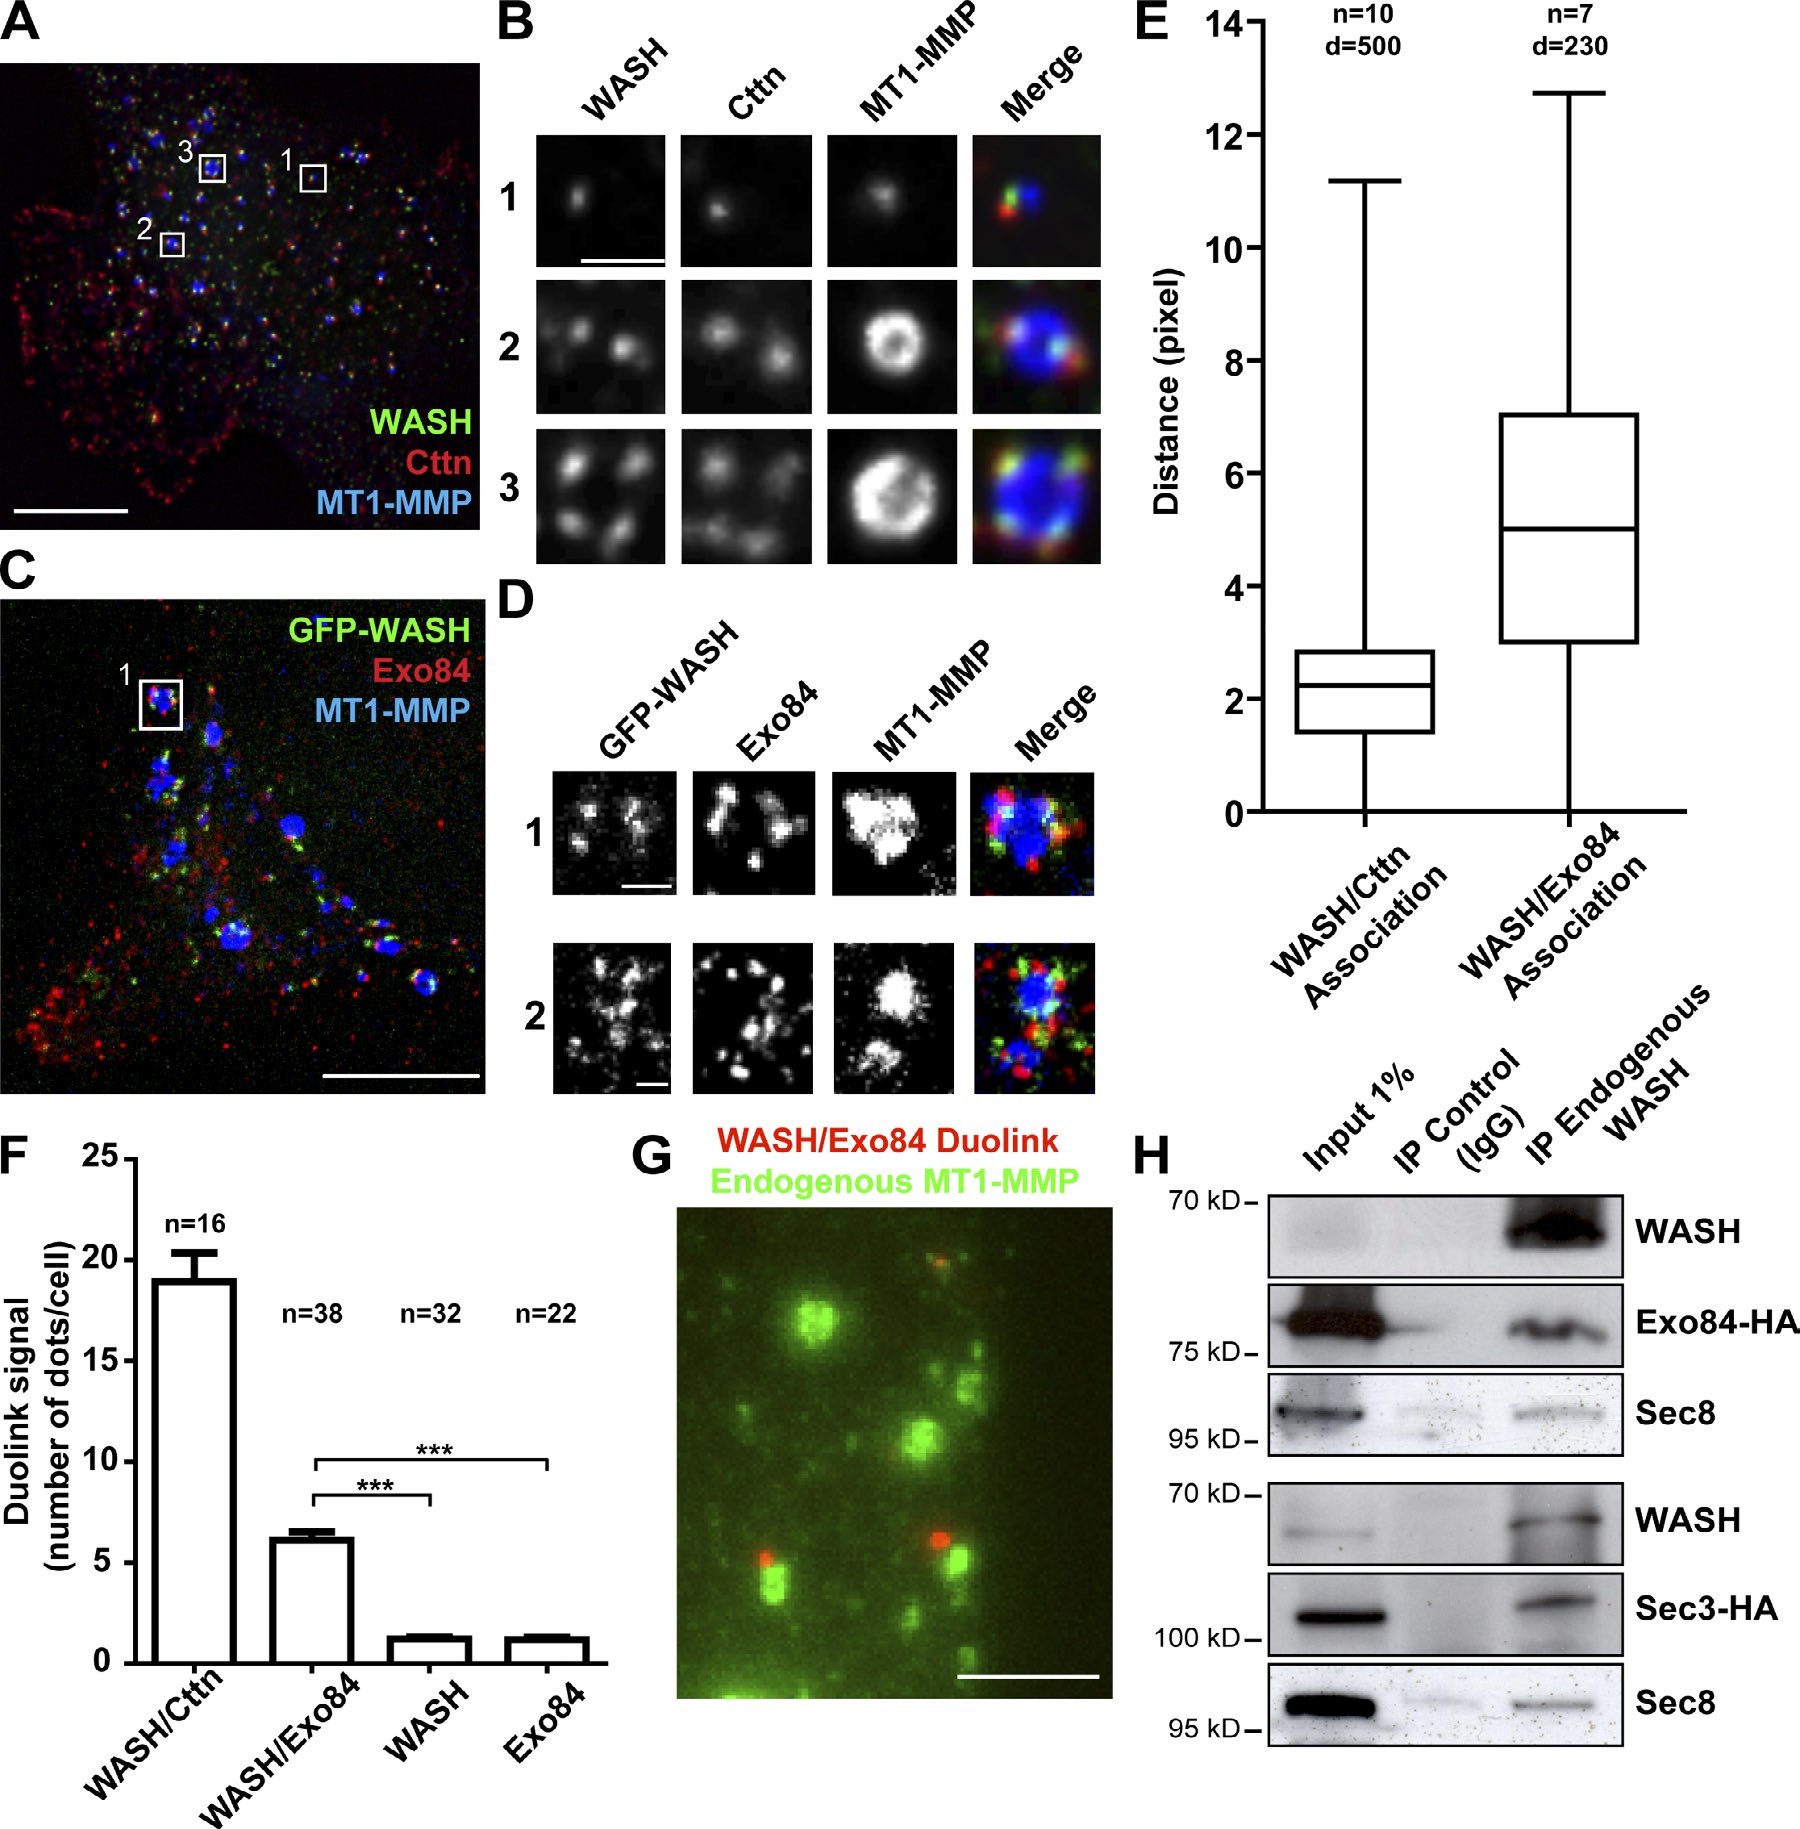 A
3
1
2
WASH
Cttn
MT1-MMP
B
WASH
Cttn
MT1-MMP
Merge
1
2
3
C
1
GFP-WASH
Exo84
MT1-MMP
D
GFP-WASH
Exo84
MT1-MMP
Merge
1
2
E
n=10
d=500
n=7
d=230
14
12
10
8
6
4
2
0
Distance (pixel)
WASH/Cttn
Association
WASH/Exo84
Association
F
25
20
15
10
5
0
Duolink signal
(number of dots/cell)
n=16
n=38
n=32
n=22
***
***
WASH/Cttn
WASH/Exo84
WASH
Exo84
G
WASH/Exo84 Duolink
Endogenous MT1-MMP
H
Input 1%
IP Control
(IgG)
IP Endogenous
WASH
70 kD
WASH
Exo84-HA
75 kD
Sec8
95 kD
70 kD
WASH
Sec3-HA
100 kD
Sec8
95 kD